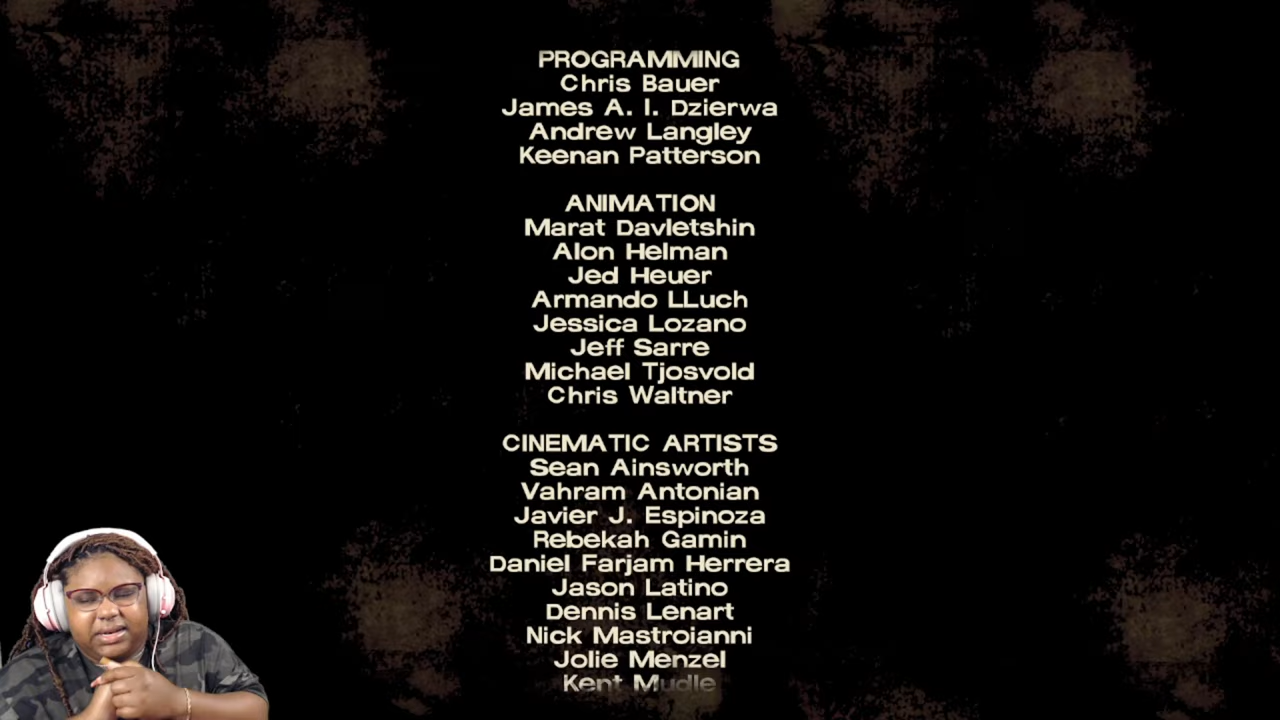 PROGRAMMING
Chris Bauer
James A. I. Dzierwa
Andrew Langley
Keenan Patterson
ANIMATION
Marat Davletshin
Alon Helman
Jed Heuer
Armando LLuch
Jessica Lozano
Jeff Sarre
Michael Tjosvold
Chris Waltner
CINEMATIC ARTISTS
Sean Ainsworth
Vahram Antonian
Javier J. Espinoza
Rebekah Gamin
Daniel Farjam Herrera
Jason Latino
Dennis Lenart
Nick Mastroianni
Jolie Menzel
Kent Mudle